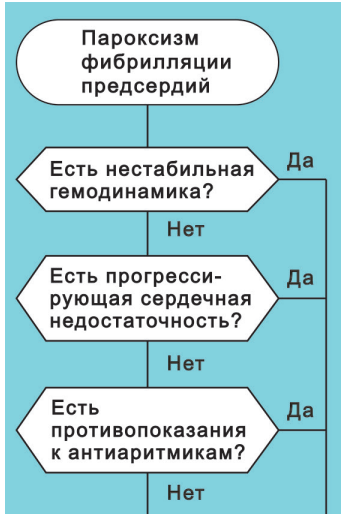 Пароксизм
фибрилляции
предсердий
Есть нестабильная
гемодинамика?
Да
Нет
Есть прогресси-
рующая сердечная
недостаточность?
Да
Нет
Есть
противопоказания
к антиаритмикам?
Да
Нет